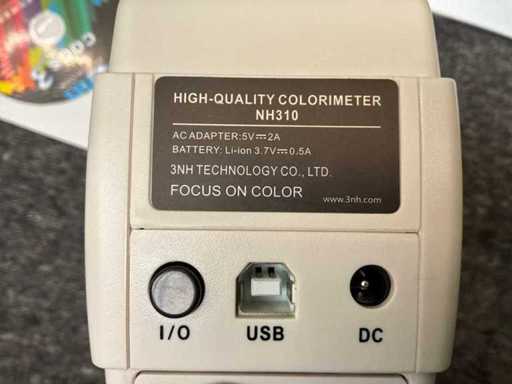 HIGH-QUALITY COLORIMETER
NH310
AC ADAPTER:5V⎓2A
BATTERY: Li-ion 3.7V⎓0.5A
3NH TECHNOLOGY CO., LTD.
FOCUS ON COLOR
www.3nh.com
I/O
USB
DC